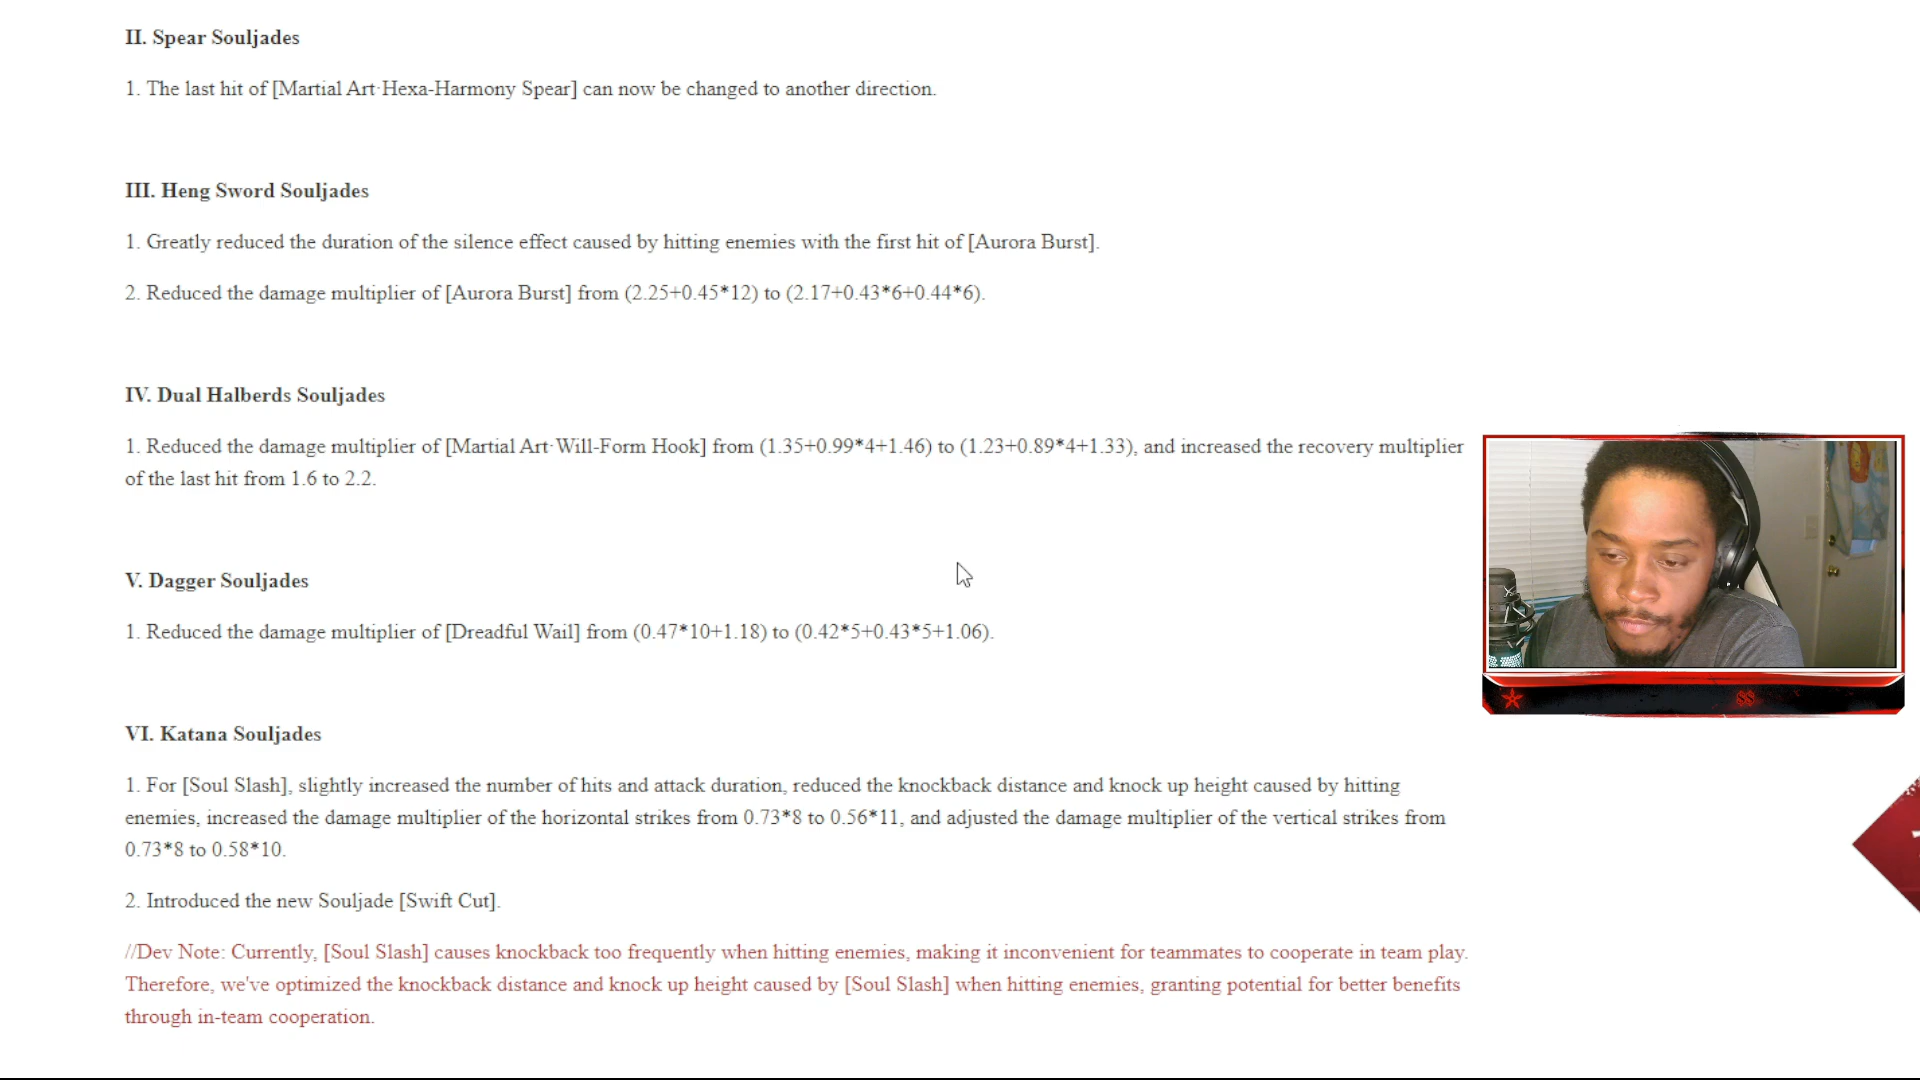 II. Spear Souljades
1. The last hit of [Martial Art·Hexa-Harmony Spear] can now be changed to another direction.
III. Heng Sword Souljades
1. Greatly reduced the duration of the silence effect caused by hitting enemies with the first hit of [Aurora Burst].
2. Reduced the damage multiplier of [Aurora Burst] from (2.25+0.45*12) to (2.17+0.43*6+0.44*6).
IV. Dual Halberds Souljades
1. Reduced the damage multiplier of [Martial Art·Will-Form Hook] from (1.35+0.99*4+1.46) to (1.23+0.89*4+1.33), and increased the recovery multiplier
of the last hit from 1.6 to 2.2.
V. Dagger Souljades
1. Reduced the damage multiplier of [Dreadful Wail] from (0.47*10+1.18) to (0.42*5+0.43*5+1.06).
VI. Katana Souljades
1. For [Soul Slash], slightly increased the number of hits and attack duration, reduced the knockback distance and knock up height caused by hitting
enemies, increased the damage multiplier of the horizontal strikes from 0.73*8 to 0.56*11, and adjusted the damage multiplier of the vertical strikes from
0.73*8 to 0.58*10.
2. Introduced the new Souljade [Swift Cut].
//Dev Note: Currently, [Soul Slash] causes knockback too frequently when hitting enemies, making it inconvenient for teammates to cooperate in team play.
Therefore, we've optimized the knockback distance and knock up height caused by [Soul Slash] when hitting enemies, granting potential for better benefits
through in-team cooperation.